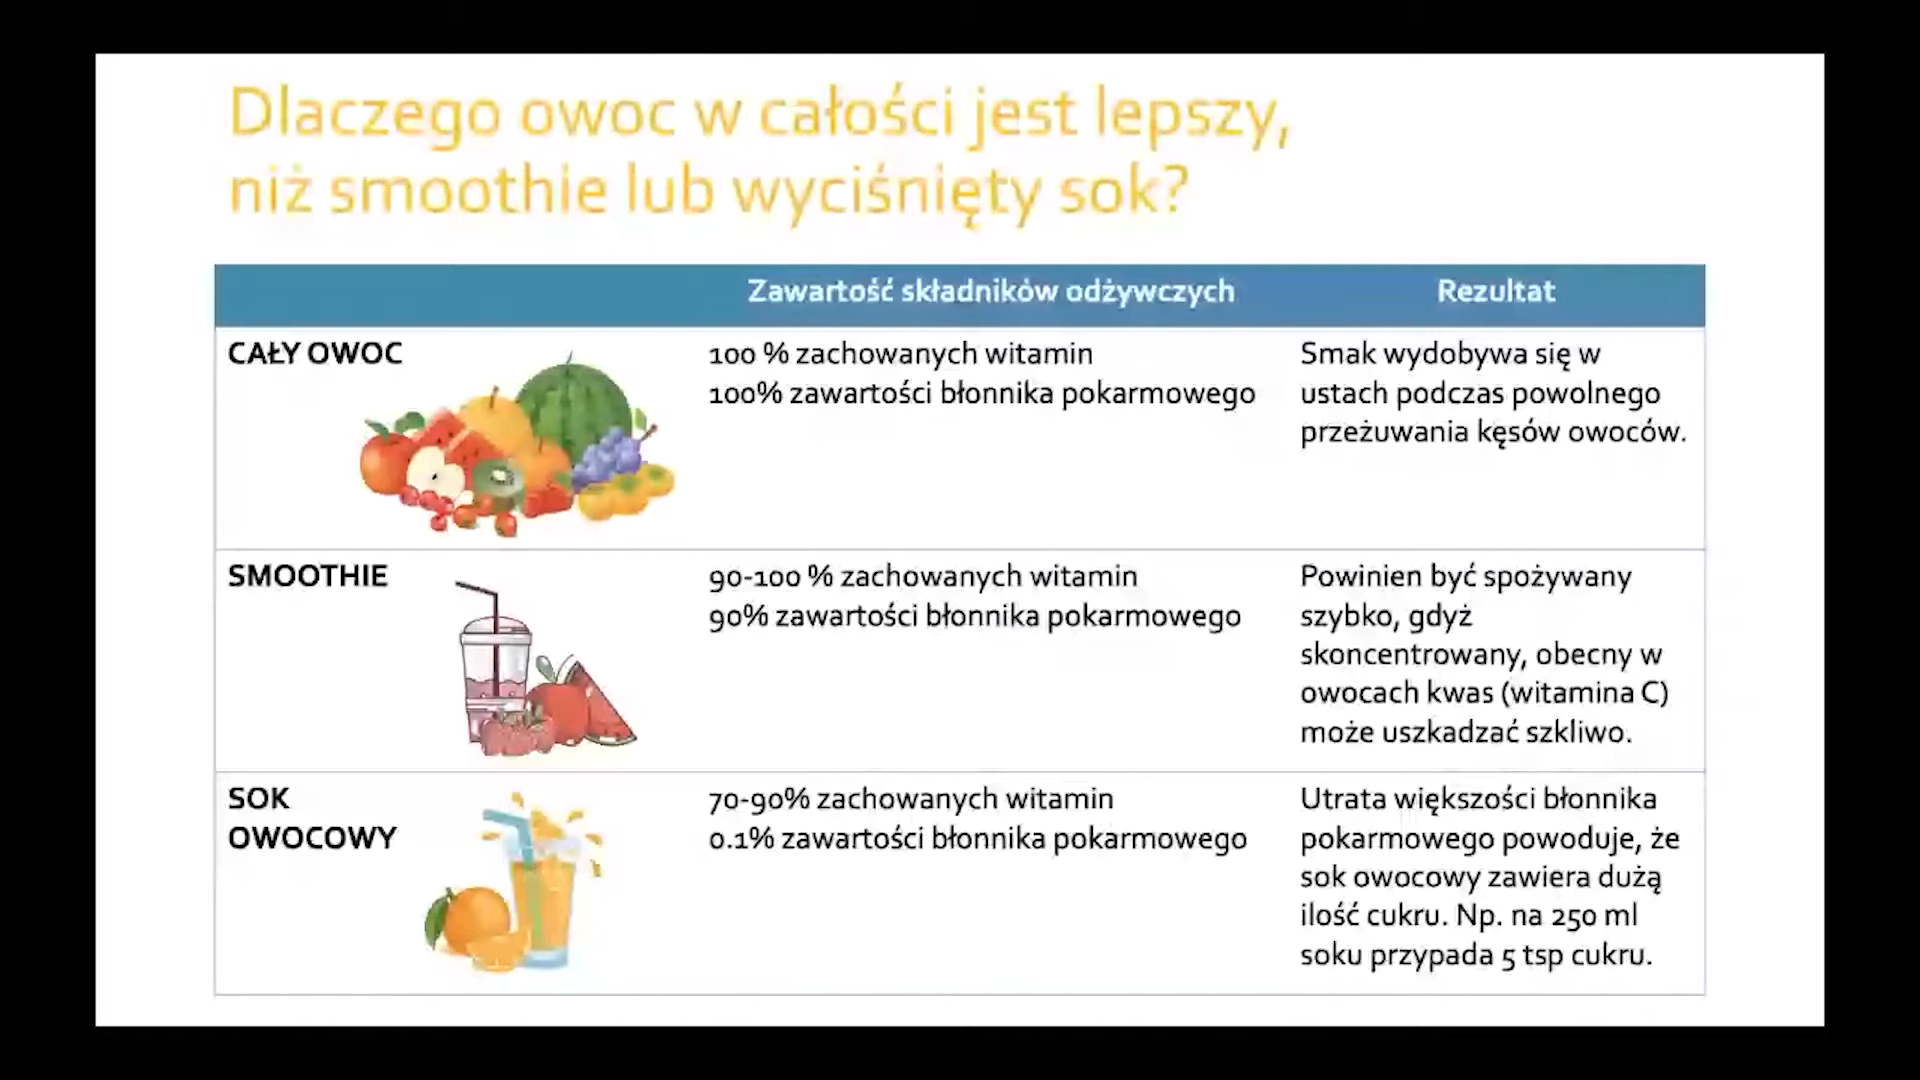 Dlaczego owoc w całości jest lepszy,
niż smoothie lub wyciśnięty sok?
Zawartość składników odżywczych
Rezultat
CAŁY OWOC
100 % zachowanych witamin
100% zawartości błonnika pokarmowego
Smak wydobywa się w
ustach podczas powolnego
przeżuwania kęsów owoców.
SMOOTHIE
90-100 % zachowanych witamin
90% zawartości błonnika pokarmowego
Powinien być spożywany
szybko, gdyż
skoncentrowany, obecny w
owocach kwas (witamina C)
może uszkadzać szkliwo.
SOK
OWOCOWY
70-90% zachowanych witamin
0.1% zawartości błonnika pokarmowego
Utrata większości błonnika
pokarmowego powoduje, że
sok owocowy zawiera dużą
ilość cukru. Np. na 250 ml
soku przypada 5 tsp cukru.